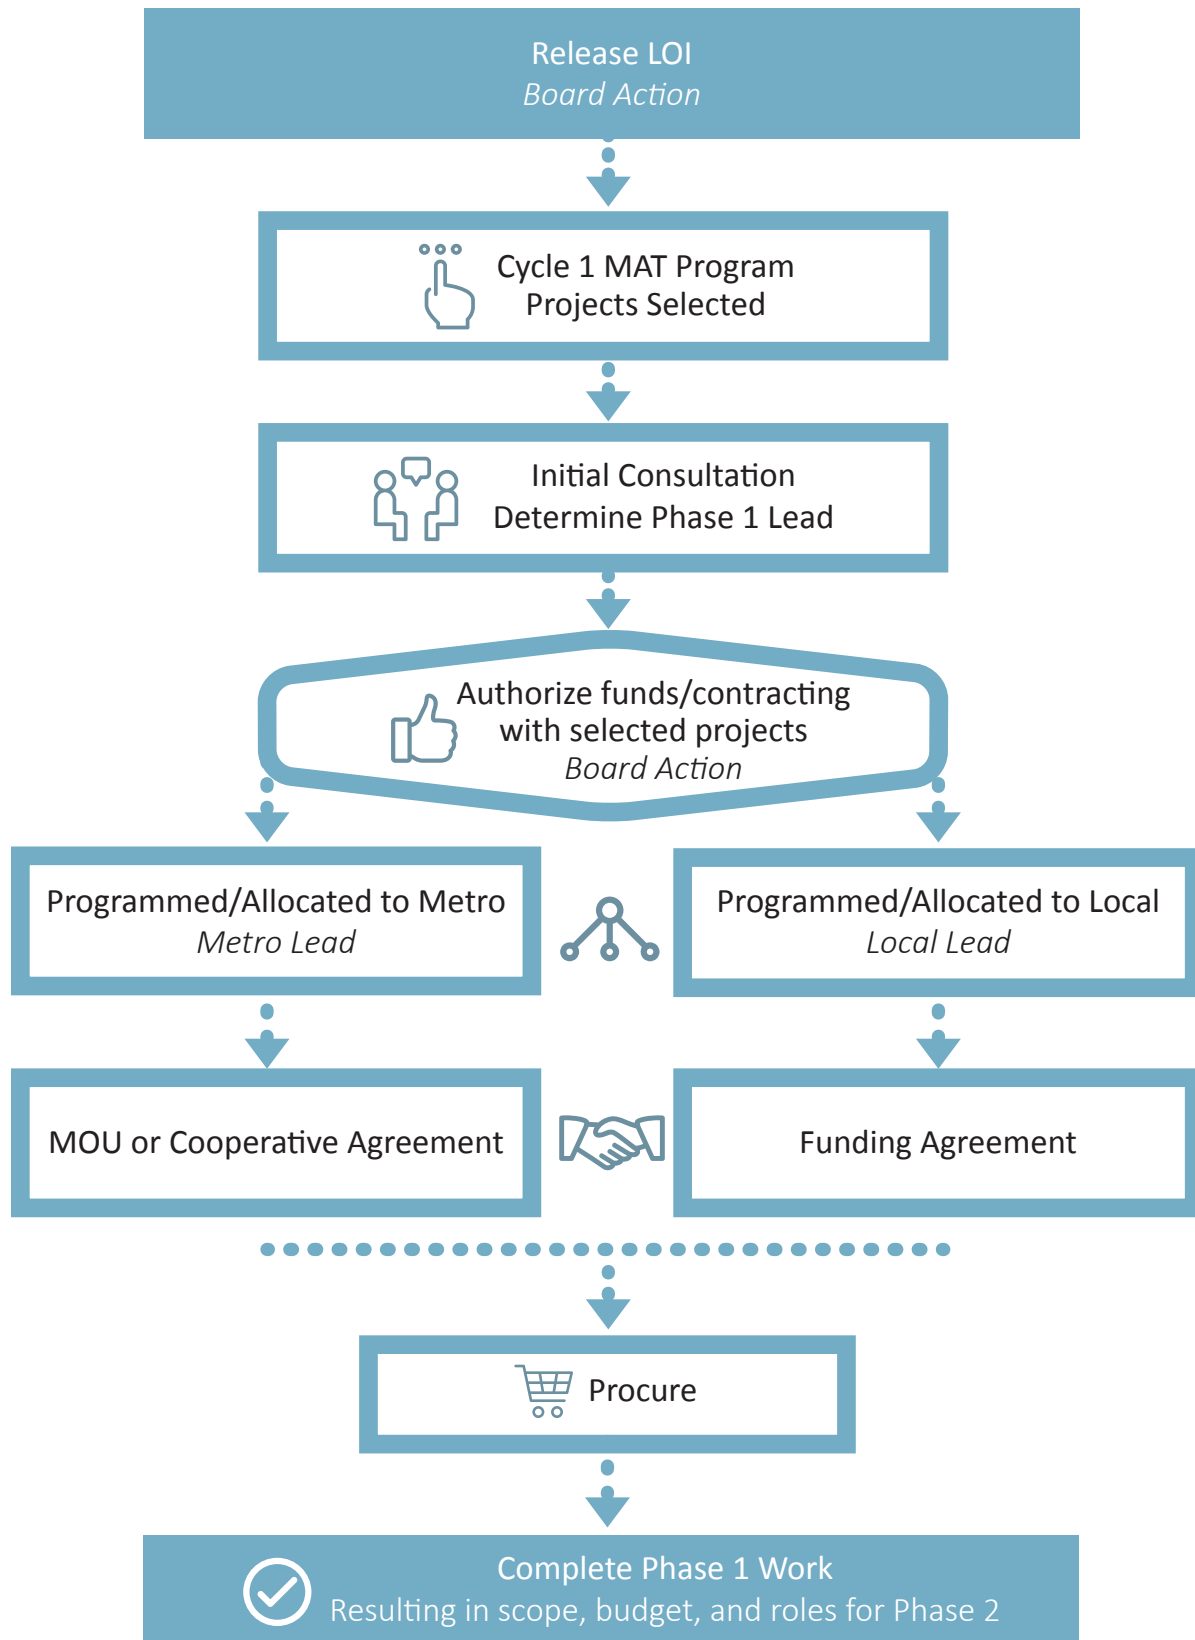 Release LOI
Board Action
Cycle 1 MAT Program
Projects Selected
Initial Consultation
Determine Phase 1 Lead
Authorize funds/contracting
with selected projects
Board Action
Programmed/Allocated to Metro
Metro Lead
Programmed/Allocated to Local
Local Lead
MOU or Cooperative Agreement
Funding Agreement
Procure
Complete Phase 1 Work
Resulting in scope, budget, and roles for Phase 2